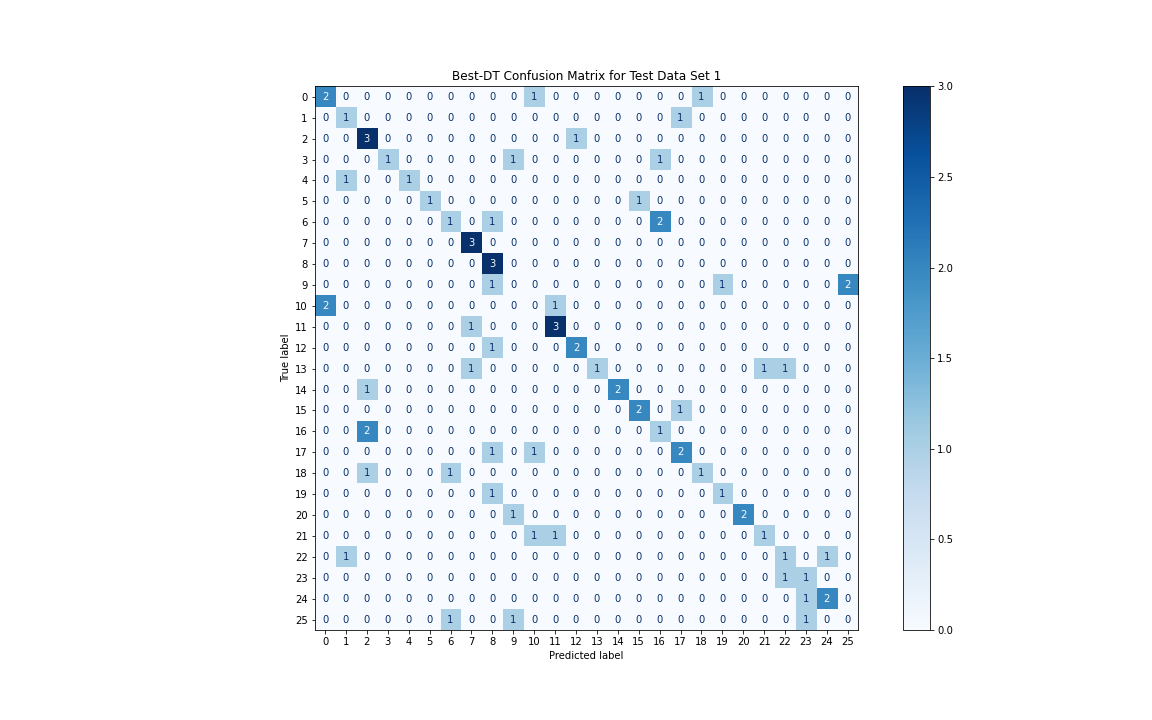 Best-DT Confusion Matrix for Test Data Set 1
0 2 0 0 0 0 0 0 0 0 0 1 0 0 0 0 0 0 0 1 0 0 0 0 0 0 0
1 0 1 0 0 0 0 0 0 0 0 0 0 0 0 0 0 0 1 0 0 0 0 0 0 0 0
2 0 0 3 0 0 0 0 0 0 0 0 0 1 0 0 0 0 0 0 0 0 0 0 0 0 0
3 0 0 0 1 0 0 0 0 0 1 0 0 0 0 0 0 1 0 0 0 0 0 0 0 0 0
4 0 1 0 0 1 0 0 0 0 0 0 0 0 0 0 0 0 0 0 0 0 0 0 0 0 0
5 0 0 0 0 0 1 0 0 0 0 0 0 0 0 0 1 0 0 0 0 0 0 0 0 0 0
6 0 0 0 0 0 0 1 0 1 0 0 0 0 0 0 0 2 0 0 0 0 0 0 0 0 0
7 0 0 0 0 0 0 0 3 0 0 0 0 0 0 0 0 0 0 0 0 0 0 0 0 0 0
8 0 0 0 0 0 0 0 0 3 0 0 0 0 0 0 0 0 0 0 0 0 0 0 0 0 0
9 0 0 0 0 0 0 0 0 1 0 0 0 0 0 0 0 0 0 0 1 0 0 0 0 0 2
10 2 0 0 0 0 0 0 0 0 0 0 1 0 0 0 0 0 0 0 0 0 0 0 0 0 0
11 0 0 0 0 0 0 0 1 0 0 0 3 0 0 0 0 0 0 0 0 0 0 0 0 0 0
12 0 0 0 0 0 0 0 0 1 0 0 0 2 0 0 0 0 0 0 0 0 0 0 0 0 0
13 0 0 0 0 0 0 0 1 0 0 0 0 0 1 0 0 0 0 0 0 0 1 1 0 0 0
14 0 0 1 0 0 0 0 0 0 0 0 0 0 0 2 0 0 0 0 0 0 0 0 0 0 0
15 0 0 0 0 0 0 0 0 0 0 0 0 0 0 0 2 0 1 0 0 0 0 0 0 0 0
16 0 0 2 0 0 0 0 0 0 0 0 0 0 0 0 0 1 0 0 0 0 0 0 0 0 0
17 0 0 0 0 0 0 0 0 1 0 1 0 0 0 0 0 0 2 0 0 0 0 0 0 0 0
18 0 0 1 0 0 0 1 0 0 0 0 0 0 0 0 0 0 0 1 0 0 0 0 0 0 0
19 0 0 0 0 0 0 0 0 1 0 0 0 0 0 0 0 0 0 0 1 0 0 0 0 0 0
20 0 0 0 0 0 0 0 0 0 1 0 0 0 0 0 0 0 0 0 0 2 0 0 0 0 0
21 0 0 0 0 0 0 0 0 0 0 1 1 0 0 0 0 0 0 0 0 0 1 0 0 0 0
22 0 1 0 0 0 0 0 0 0 0 0 0 0 0 0 0 0 0 0 0 0 0 1 0 1 0
23 0 0 0 0 0 0 0 0 0 0 0 0 0 0 0 0 0 0 0 0 0 0 1 1 0 0
24 0 0 0 0 0 0 0 0 0 0 0 0 0 0 0 0 0 0 0 0 0 0 0 1 2 0
25 0 0 0 0 0 0 1 0 0 1 0 0 0 0 0 0 0 0 0 0 0 0 0 1 0 0
0 1 2 3 4 5 6 7 8 9 10 11 12 13 14 15 16 17 18 19 20 21 22 23 24 25
Predicted label
True label
3.0
2.5
2.0
1.5
1.0
0.5
0.0